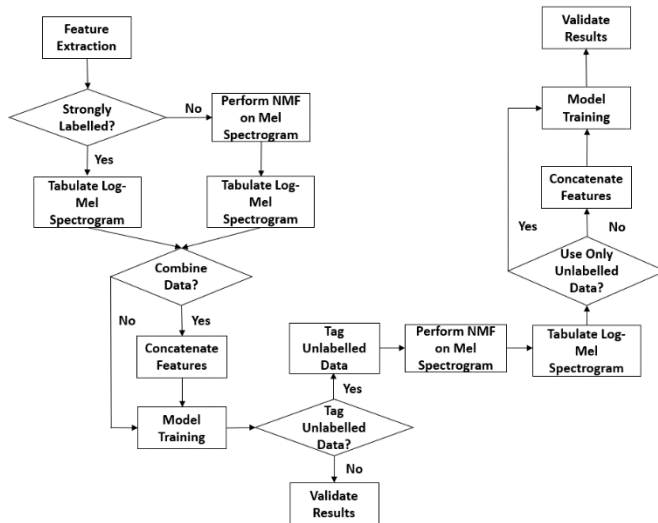 Feature
Extraction
Strongly
Labelled?
No
Perform NMF
on Mel
Spectrogram
Yes
Tabulate Log-
Mel
Spectrogram
Tabulate Log-
Mel
Spectrogram
Combine
Data?
No
Yes
Concatenate
Features
Model
Training
Tag
Unlabelled
Data?
No
Validate
Results
Yes
Tag
Unlabelled
Data
Perform NMF
on Mel
Spectrogram
Tabulate Log-
Mel
Spectrogram
Use Only
Unlabelled
Data?
Yes
No
Concatenate
Features
Model
Training
Validate
Results